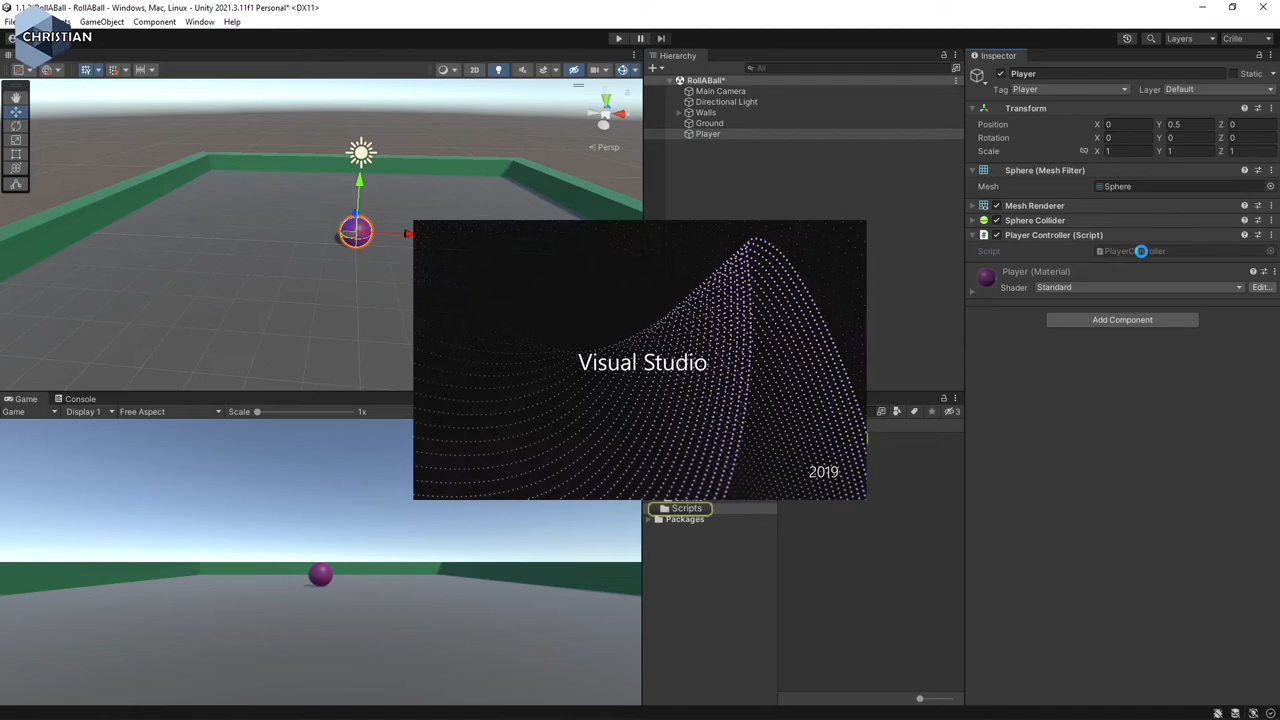 1.1.2 - RollABall - Windows, Mac, Linux - Unity 2021.3.11f1 Personal* <DX11>
CHRISTIAN
GameObject Component Window Help
Layers Crille
2D
Persp
Hierarchy
All
RollABall*
Main Camera
Directional Light
Walls
Ground
Player
Inspector
Player Static
Tag Player Layer Default
Transform
Position X 0 Y 0.5 Z 0
Rotation X 0 Y 0 Z 0
Scale X 1 Y 1 Z 1
Sphere (Mesh Filter)
Mesh Sphere
Mesh Renderer
Sphere Collider
Player Controller (Script)
Script
Player (Material)
Shader Standard Edit...
Add Component
Visual Studio
2019
Game Console
Game Display 1 Free Aspect Scale 1x
3
Scripts
Packages